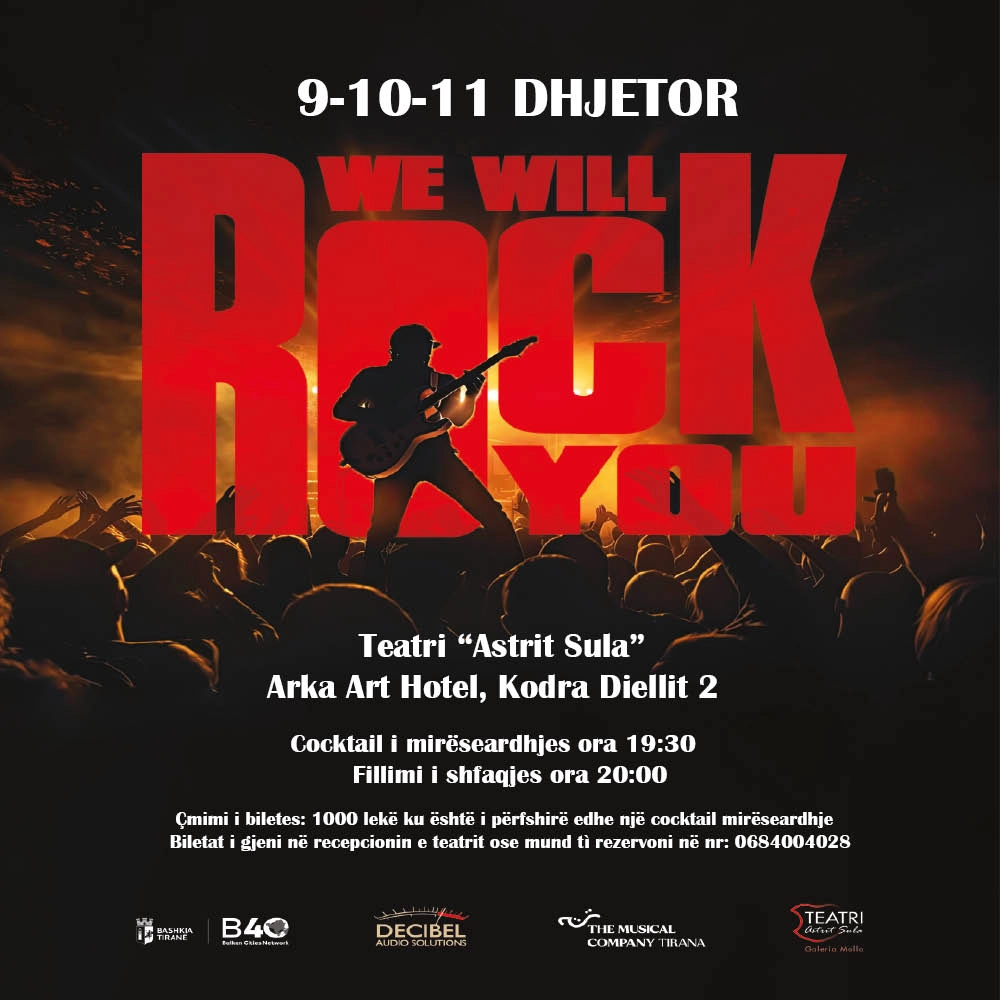 9-10-11 DHJETOR
WE WILL
ROCK
YOU
Teatri “Astrit Sula”
Arka Art Hotel, Kodra Diellit 2
Cocktail i mirëseardhjes ora 19:30
Fillimi i shfaqjes ora 20:00
Çmimi i biletes: 1000 lekë ku është i përfshirë edhe një cocktail mirëseardhje
Biletat i gjeni në recepcionin e teatrit ose mund tì rezervoni në nr: 0684004028
BASHKIA
TIRANË
B40
Balkan Cities Network
DECIBEL
AUDIO SOLUTIONS
THE MUSICAL
COMPANY TIRANA
TEATRI
Astrit Sula
Galeria Mollo